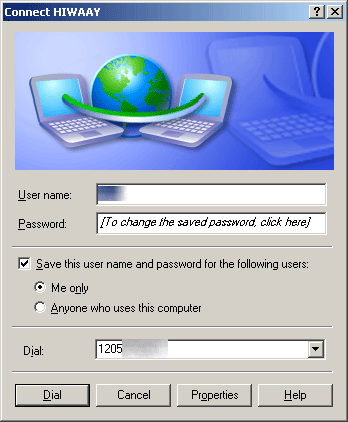 Connect HIWAAY
User name:
Password: [To change the saved password, click here]
Save this user name and password for the following users:
Me only
Anyone who uses this computer
Dial: 1205
Dial Cancel Properties Help